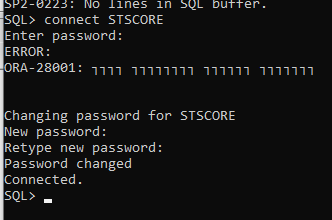 SP2-0223: No lines in SQL buffer.
SQL> connect STSCORE
Enter password:
ERROR:
ORA-28001:
Changing password for STSCORE
New password:
Retype new password:
Password changed
Connected.
SQL>